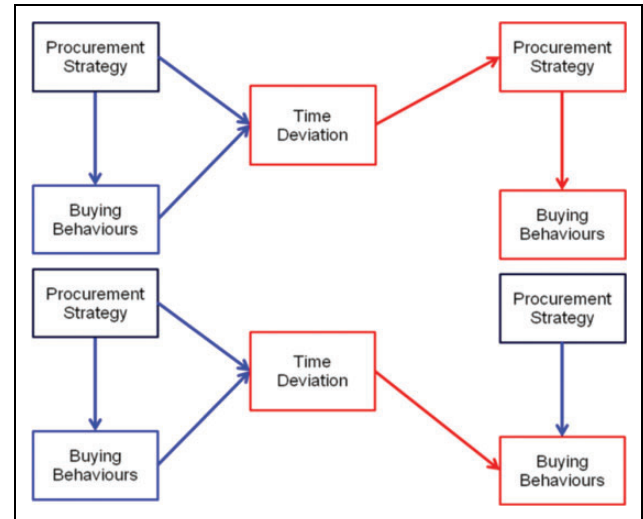 Procurement
Strategy
Time
Deviation
Procurement
Strategy
Buying
Behaviours
Buying
Behaviours
Procurement
Strategy
Time
Deviation
Procurement
Strategy
Buying
Behaviours
Buying
Behaviours